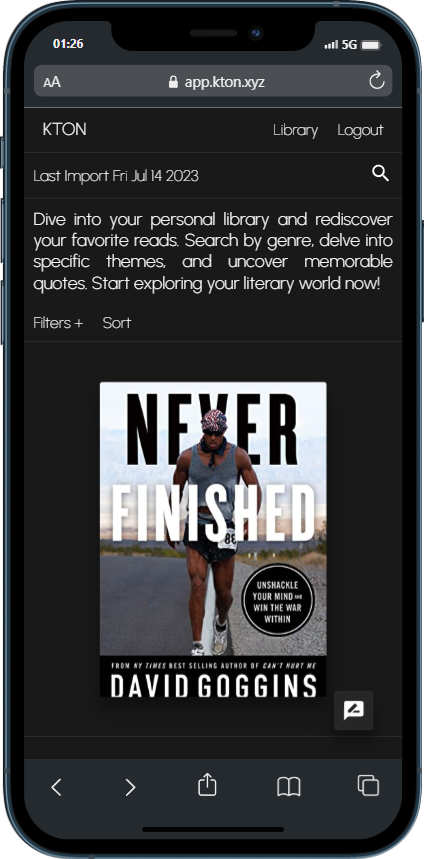 01:26 5G
AA app.kton.xyz
KTON Library Logout
Last Import Fri Jul 14 2023
Dive into your personal library and rediscover
your favorite reads. Search by genre, delve into
specific themes, and uncover memorable
quotes. Start exploring your literary world now!
Filters + Sort
NEVER
FINISHED
88
UNSHACKLE
YOUR MIND AND
WIN THE WAR
WITHIN
FROM NY TIMES BEST SELLING AUTHOR OF CAN'T HURT ME
DAVID GOGGINS